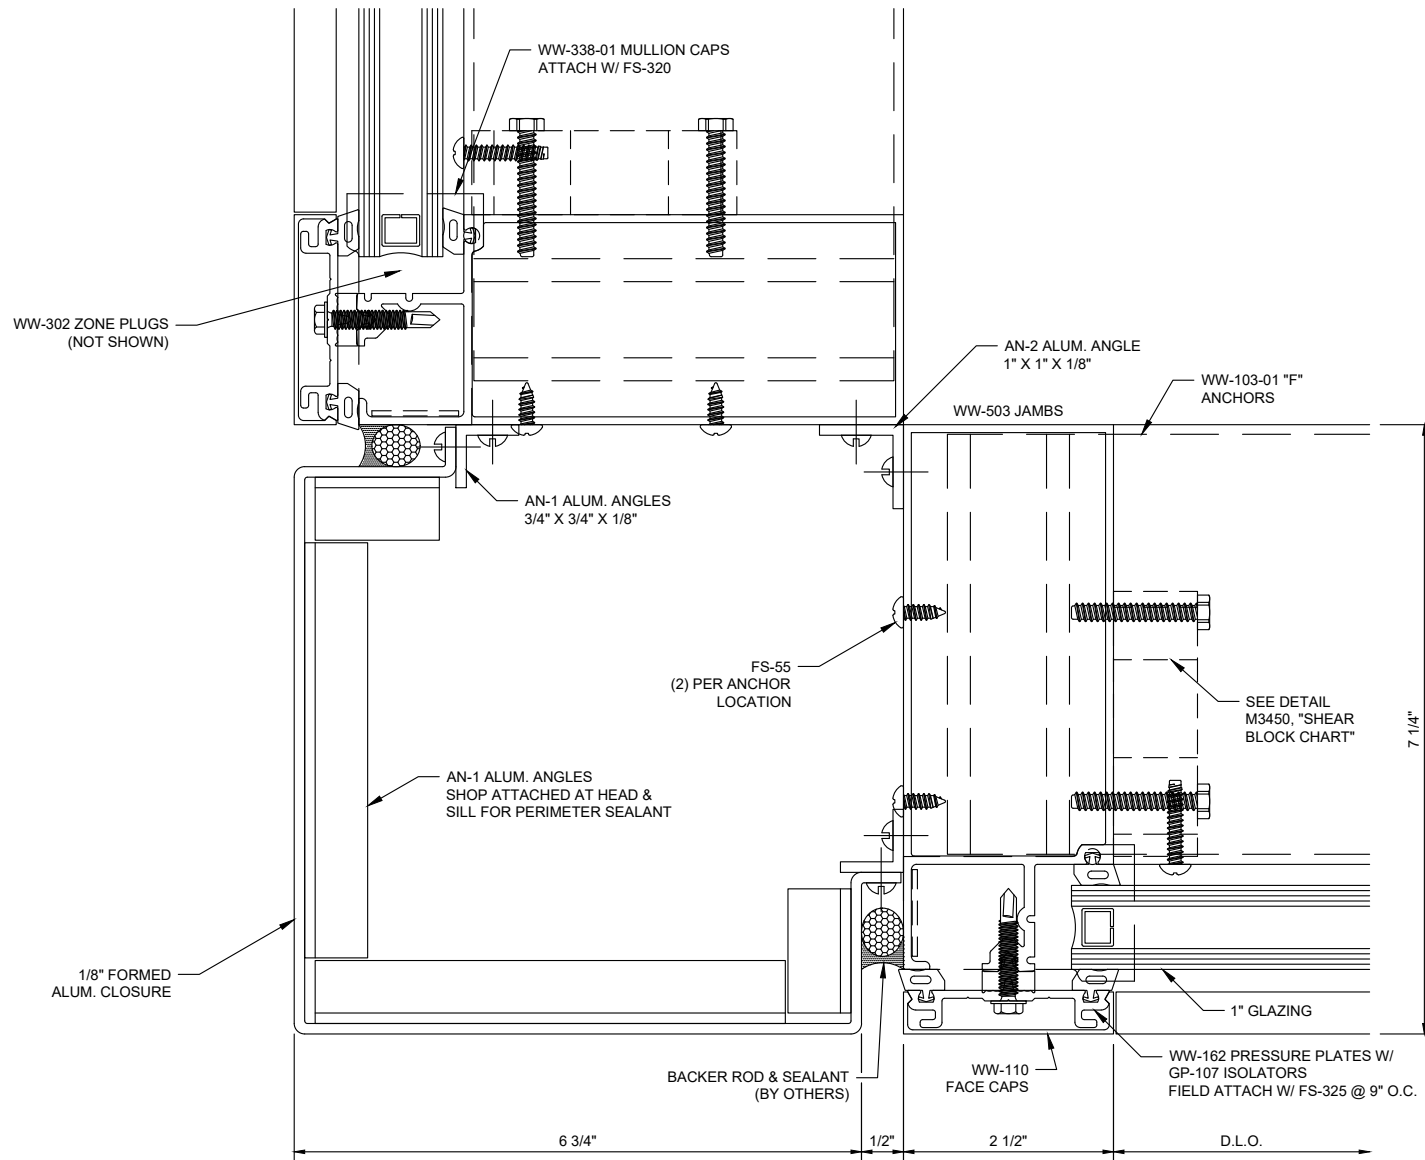 WW-338-01 MULLION CAPS
ATTACH W/ FS-320
WW-302 ZONE PLUGS
(NOT SHOWN)
AN-2 ALUM. ANGLE
1" X 1" X 1/8"
WW-103-01 "F"
ANCHORS
WW-503 JAMBS
AN-1 ALUM. ANGLES
3/4" X 3/4" X 1/8"
FS-55
(2) PER ANCHOR
LOCATION
SEE DETAIL
M3450, "SHEAR
BLOCK CHART"
7 1/4"
AN-1 ALUM. ANGLES
SHOP ATTACHED AT HEAD &
SILL FOR PERIMETER SEALANT
1/8" FORMED
ALUM. CLOSURE
1" GLAZING
WW-162 PRESSURE PLATES W/
GP-107 ISOLATORS
FIELD ATTACH W/ FS-325 @ 9" O.C.
WW-110
FACE CAPS
BACKER ROD & SEALANT
(BY OTHERS)
6 3/4"
1/2"
2 1/2"
D.L.O.